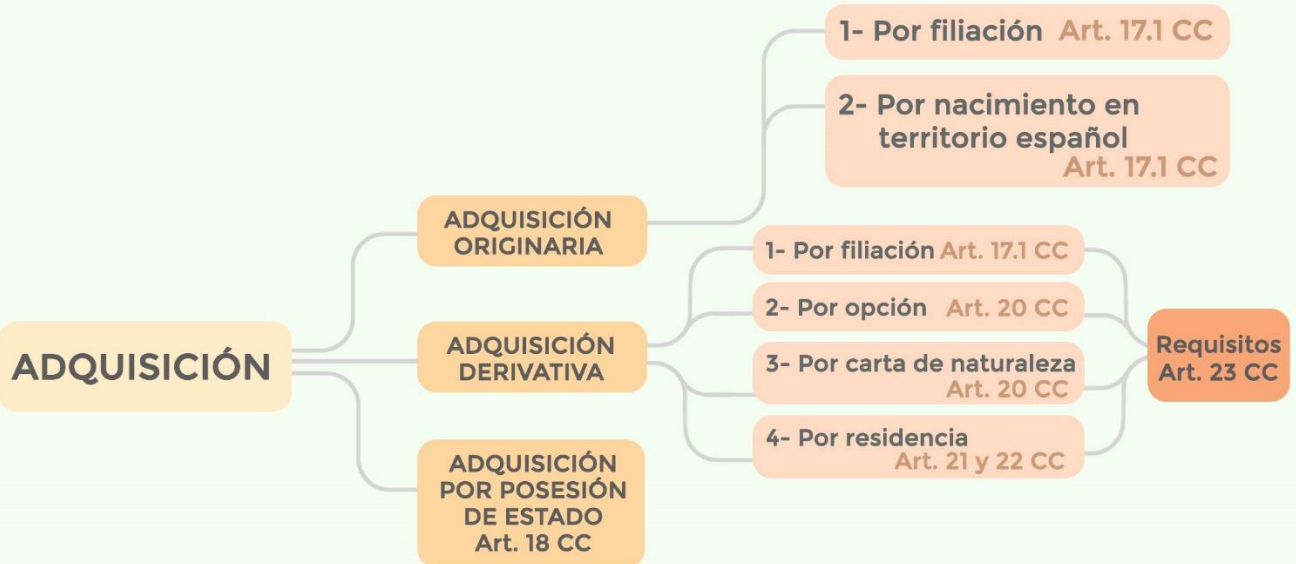 ADQUISICIÓN
ADQUISICIÓN
ORIGINARIA
1- Por filiación Art. 17.1 CC
2- Por nacimiento en
territorio español
Art. 17.1 CC
ADQUISICIÓN
DERIVATIVA
1- Por filiación Art. 17.1 CC
2- Por opción Art. 20 CC
3- Por carta de naturaleza
Art. 20 CC
4- Por residencia
Art. 21 y 22 CC
Requisitos
Art. 23 CC
ADQUISICIÓN
POR POSESIÓN
DE ESTADO
Art. 18 CC